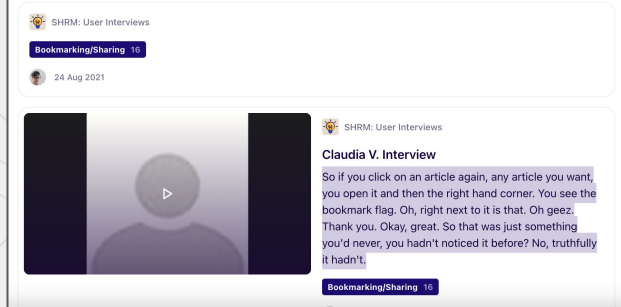 SHRM: User Interviews
Bookmarking/Sharing 16
24 Aug 2021
SHRM: User Interviews
Claudia V. Interview
So if you click on an article again, any article you want,
you open it and then the right hand corner. You see the
bookmark flag. Oh, right next to it is that. Oh geez.
Thank you. Okay, great. So that was just something
you'd never, you hadn't noticed it before? No, truthfully
it hadn't.
Bookmarking/Sharing 16